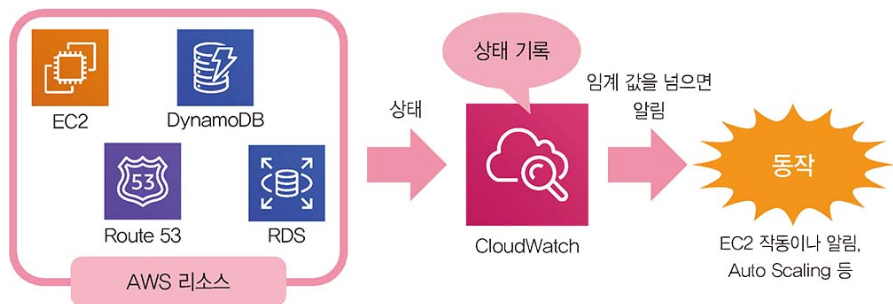 EC2
DynamoDB
53
Route 53
RDS
AWS 리소스
상태
상태 기록
CloudWatch
임계 값을 넘으면
알림
동작
EC2 작동이나 알림,
Auto Scaling 등